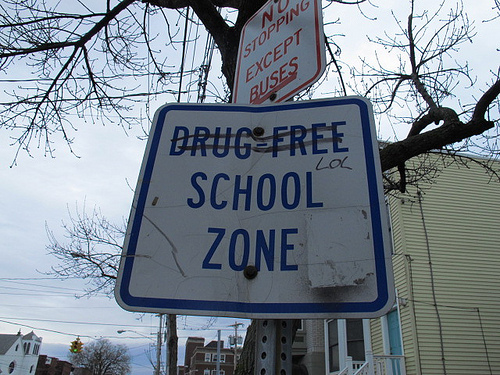 NO
STOPPING
EXCEPT
BUSES
DRUG-FREE
LOL
SCHOOL
ZONE